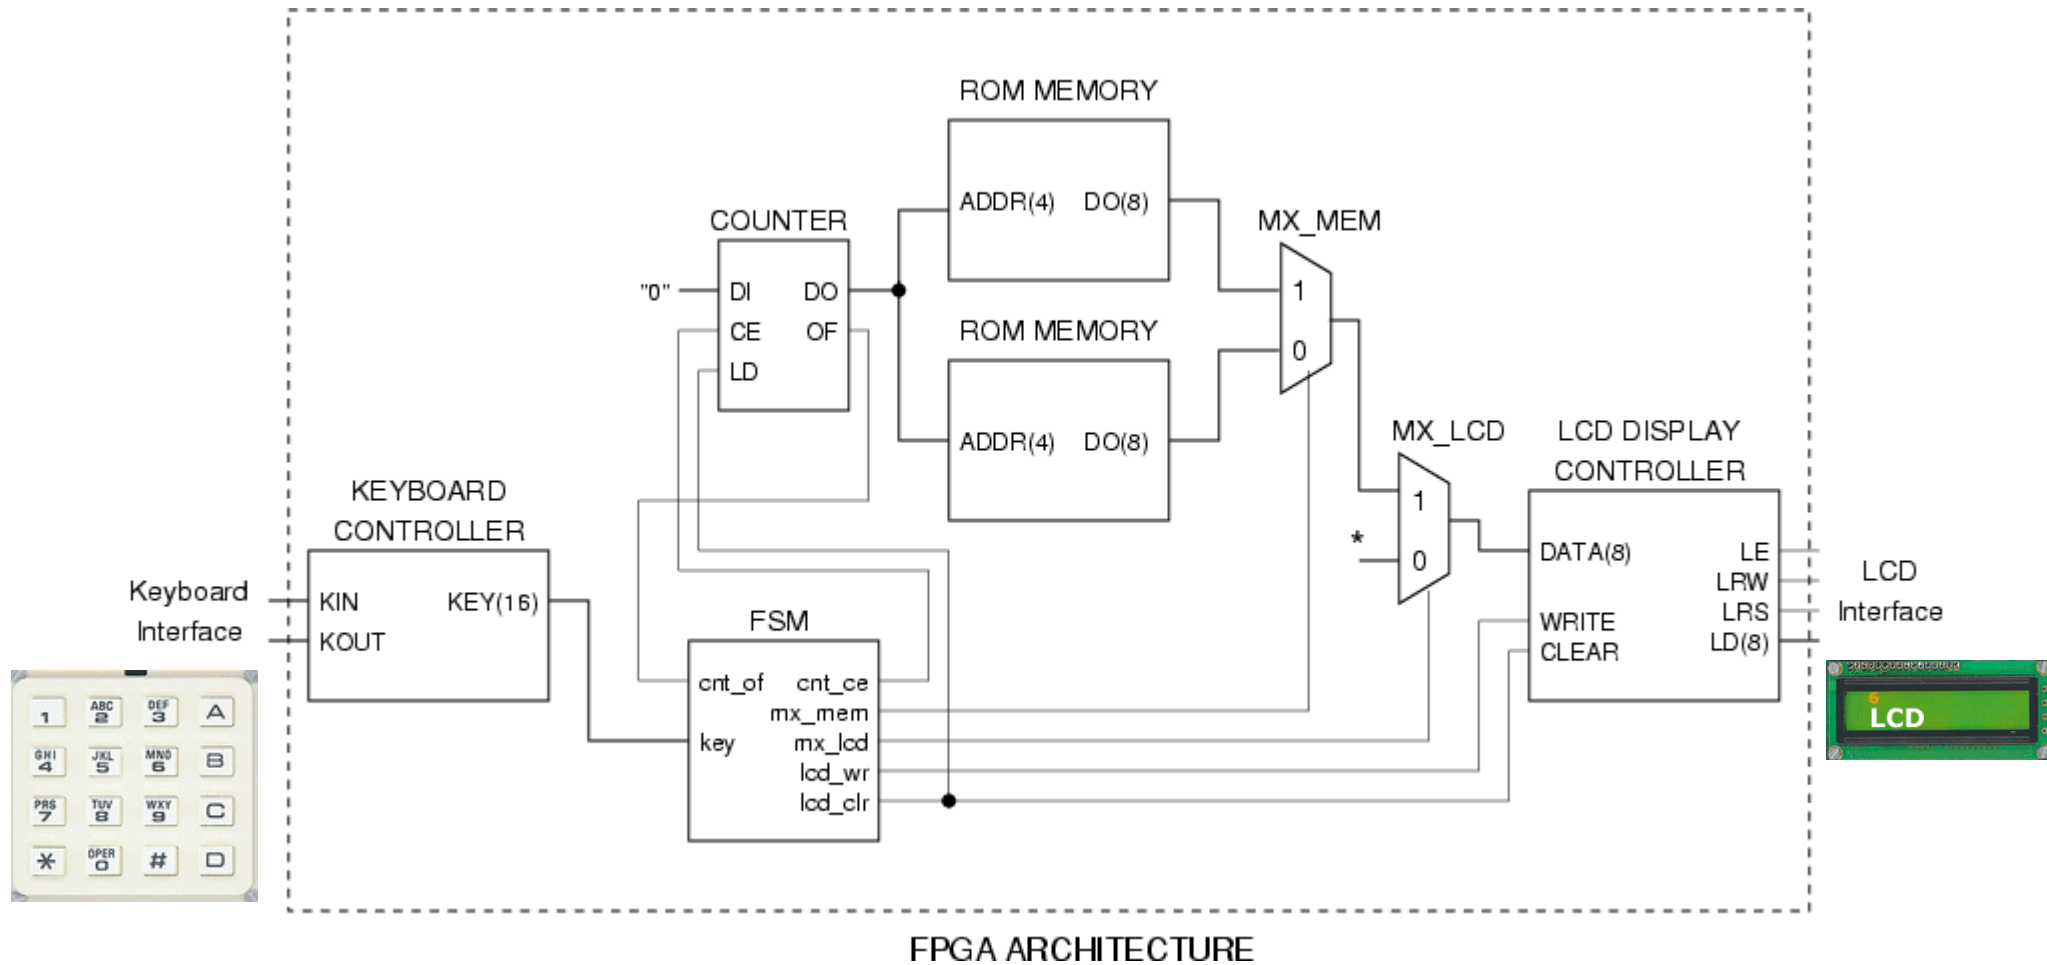 ROM MEMORY
ADDR(4) DO(8)
COUNTER
"0" DI DO
CE OF
LD
MX_MEM
1
0
ROM MEMORY
ADDR(4) DO(8)
MX_LCD
1
*
0
LCD DISPLAY
CONTROLLER
DATA(8) LE
LRW
WRITE LRS
CLEAR LD(8)
LCD
Interface
KEYBOARD
CONTROLLER
Keyboard
Interface
KIN KEY(16)
KOUT
FSM
cnt_of cnt_ce
mx_mem
key mx_lcd
lcd_wr
lcd_clr
1 ABC 2 DEF 3 A
GHI 4 JKL 5 MNO 6 B
PRS 7 TUV 8 WXY 9 C
* OPER 0 # D
6
LCD
FPGA ARCHITECTURE